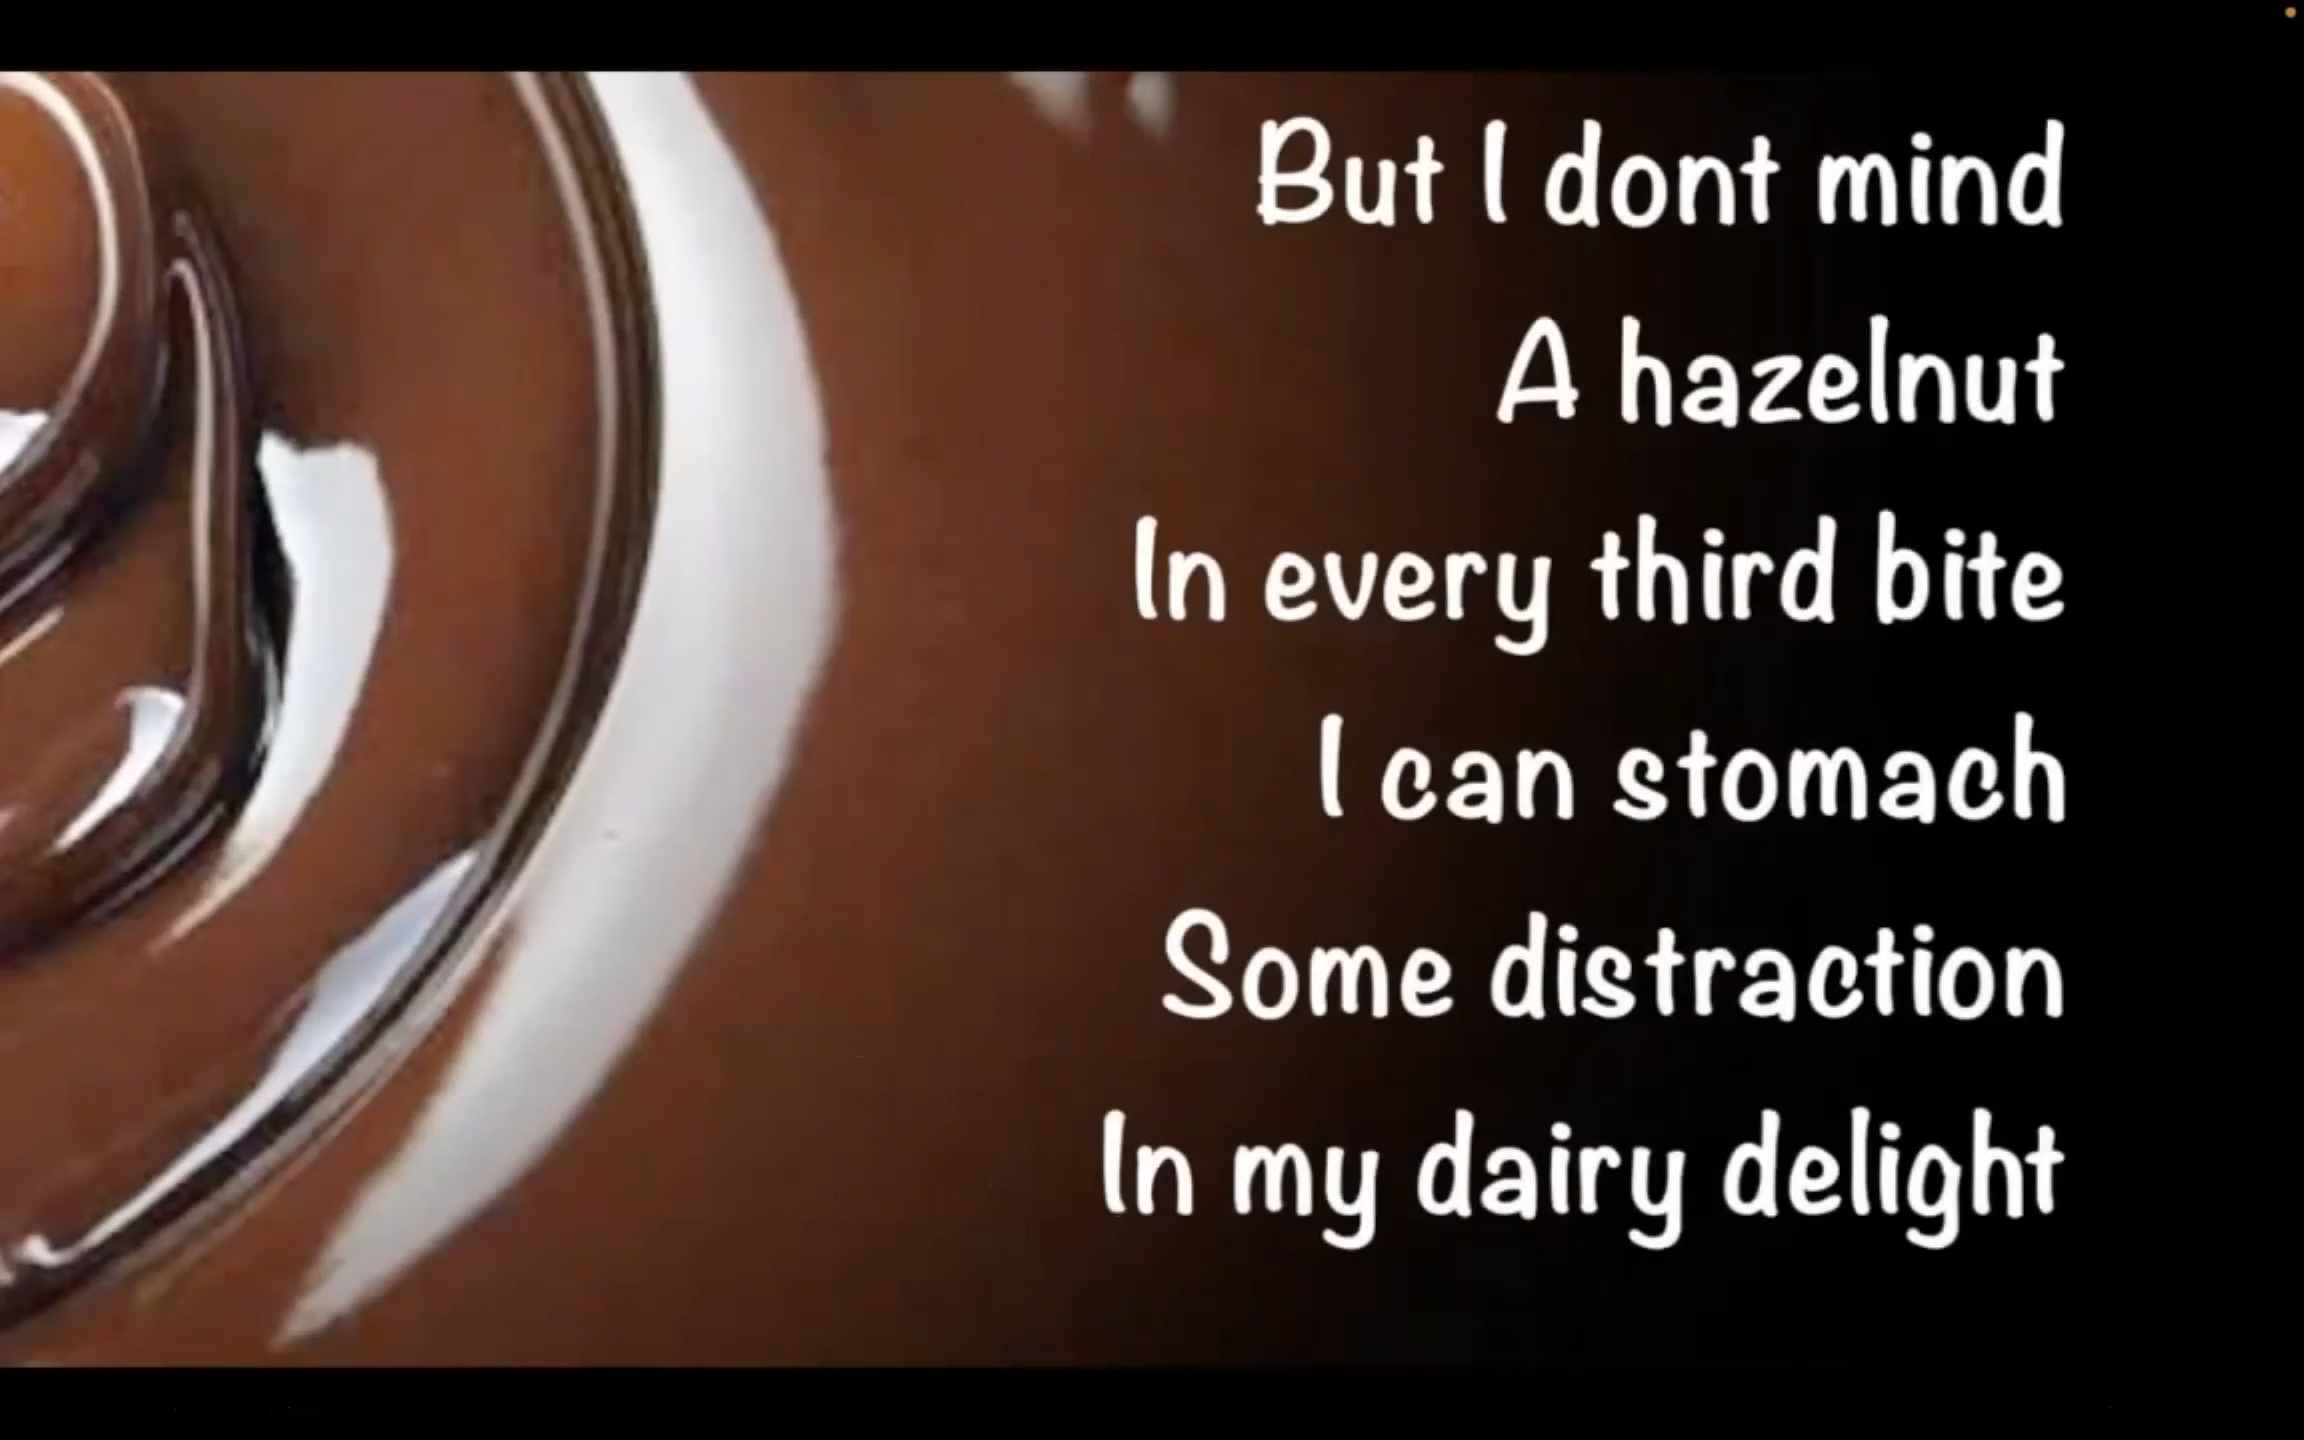 But I dont mind
A hazelnut
In every third bite
I can stomach
Some distraction
In my dairy delight